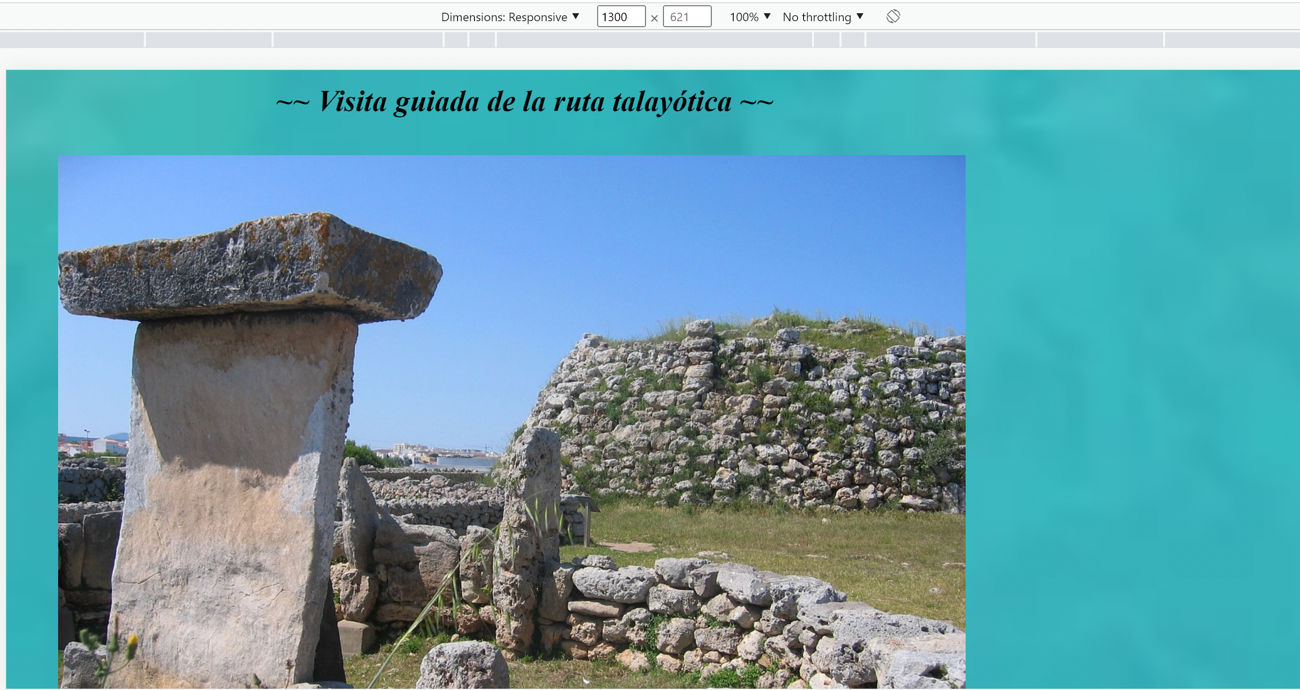 Dimensions: Responsive ▼ 1300 × 621 100% ▼ No throttling ▼
~~ Visita guiada de la ruta talayótica ~~